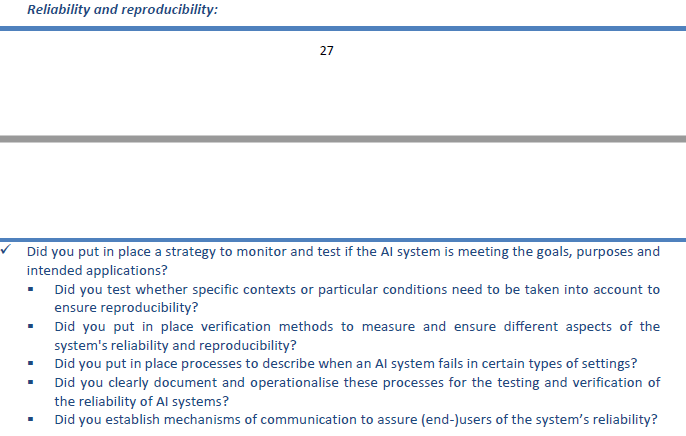 Reliability and reproducibility:
27
✓ Did you put in place a strategy to monitor and test if the AI system is meeting the goals, purposes and
intended applications?
▪ Did you test whether specific contexts or particular conditions need to be taken into account to
ensure reproducibility?
▪ Did you put in place verification methods to measure and ensure different aspects of the
system's reliability and reproducibility?
▪ Did you put in place processes to describe when an AI system fails in certain types of settings?
▪ Did you clearly document and operationalise these processes for the testing and verification of
the reliability of AI systems?
▪ Did you establish mechanisms of communication to assure (end-)users of the system’s reliability?